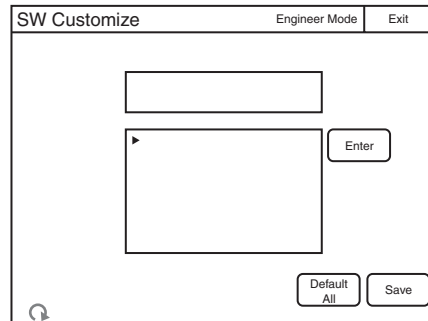 SW Customize
Engineer Mode
Exit
Enter
Default
All
Save